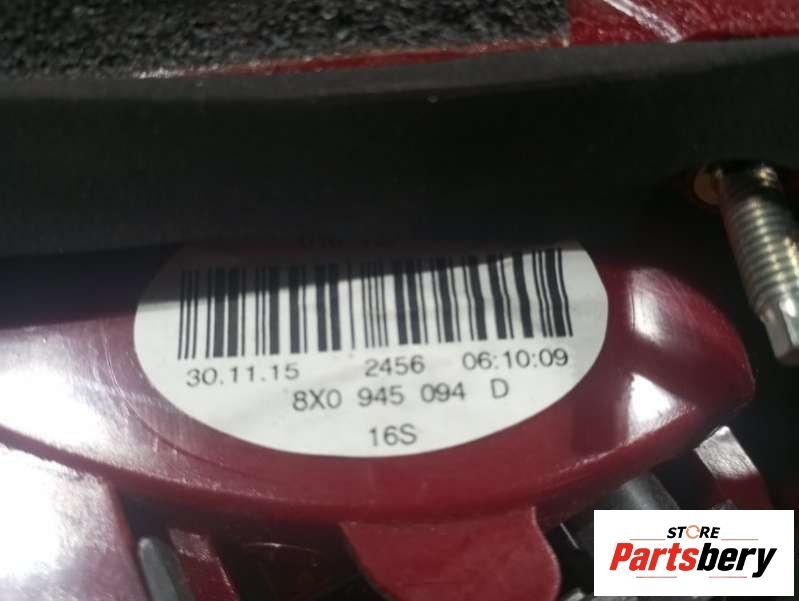 30.11.15 2456 06:10:09
8X0 945 094 D
16S
STORE
Partsbery